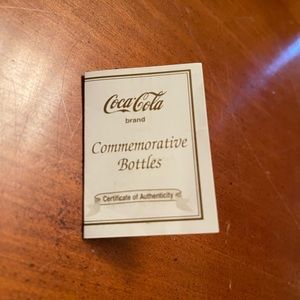 Coca-Cola
brand
Commemorative
Bottles
Certificate of Authenticity